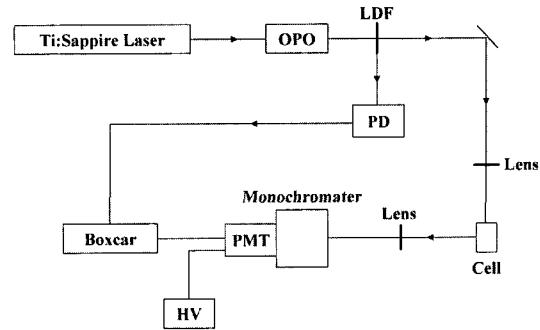 LDF
Ti:Sappire Laser
OPO
PD
Lens
Monochromater
Lens
Boxcar
PMT
Cell
HV